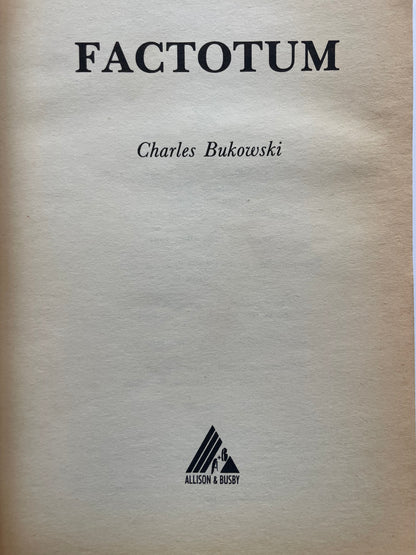 FACTOTUM
Charles Bukowski
A+B
ALLISON & BUSBY